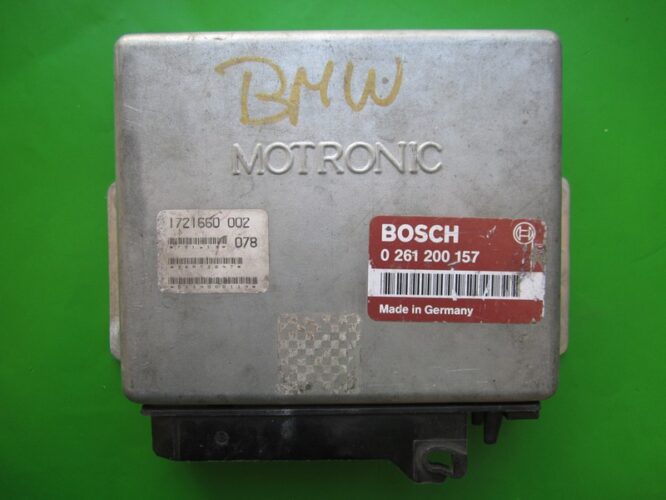 BMW
MOTRONIC
1721660 002
078
BOSCH
0 261 200 157
Made in Germany